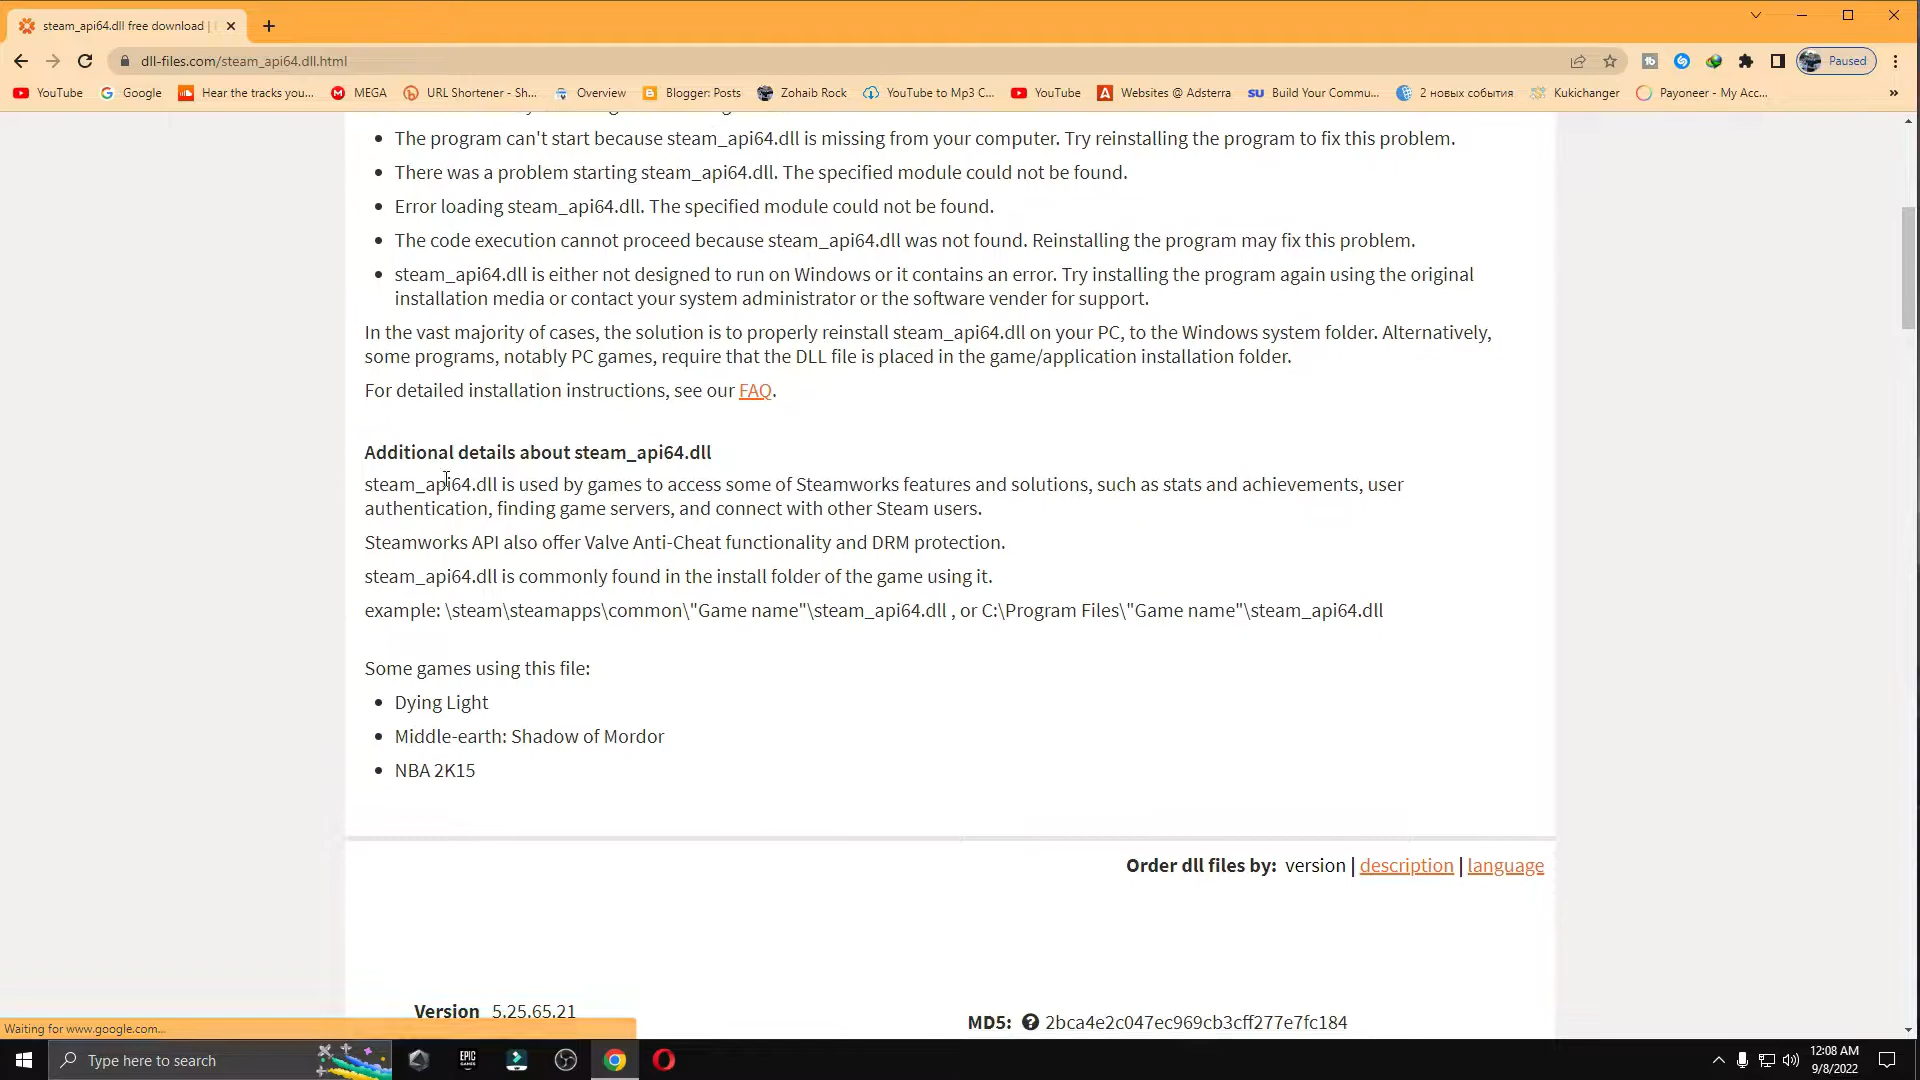 steam_api64.dll free download |
dll-files.com/steam_api64.dll.html
Paused
YouTube
Google
Hear the tracks you...
MEGA
URL Shortener - Sh...
Overview
Blogger: Posts
Zohaib Rock
YouTube to Mp3 C...
YouTube
Websites @ Adsterra
SU Build Your Commu...
2 новых события
Kukichanger
Payoneer - My Acc...
»
• The program can't start because steam_api64.dll is missing from your computer. Try reinstalling the program to fix this problem.
• There was a problem starting steam_api64.dll. The specified module could not be found.
• Error loading steam_api64.dll. The specified module could not be found.
• The code execution cannot proceed because steam_api64.dll was not found. Reinstalling the program may fix this problem.
• steam_api64.dll is either not designed to run on Windows or it contains an error. Try installing the program again using the original
installation media or contact your system administrator or the software vender for support.
In the vast majority of cases, the solution is to properly reinstall steam_api64.dll on your PC, to the Windows system folder. Alternatively,
some programs, notably PC games, require that the DLL file is placed in the game/application installation folder.
For detailed installation instructions, see our FAQ.
Additional details about steam_api64.dll
steam_api64.dll is used by games to access some of Steamworks features and solutions, such as stats and achievements, user
authentication, finding game servers, and connect with other Steam users.
Steamworks API also offer Valve Anti-Cheat functionality and DRM protection.
steam_api64.dll is commonly found in the install folder of the game using it.
example: \steam\steamapps\common\"Game name"\steam_api64.dll , or C:\Program Files\"Game name"\steam_api64.dll
Some games using this file:
• Dying Light
• Middle-earth: Shadow of Mordor
• NBA 2K15
Order dll files by: version | description | language
Version 5.25.65.21
MD5: 2bca4e2c047ec969cb3cff277e7fc184
Waiting for www.google.com...
Type here to search
EPIC GAMES
12:08 AM
9/8/2022